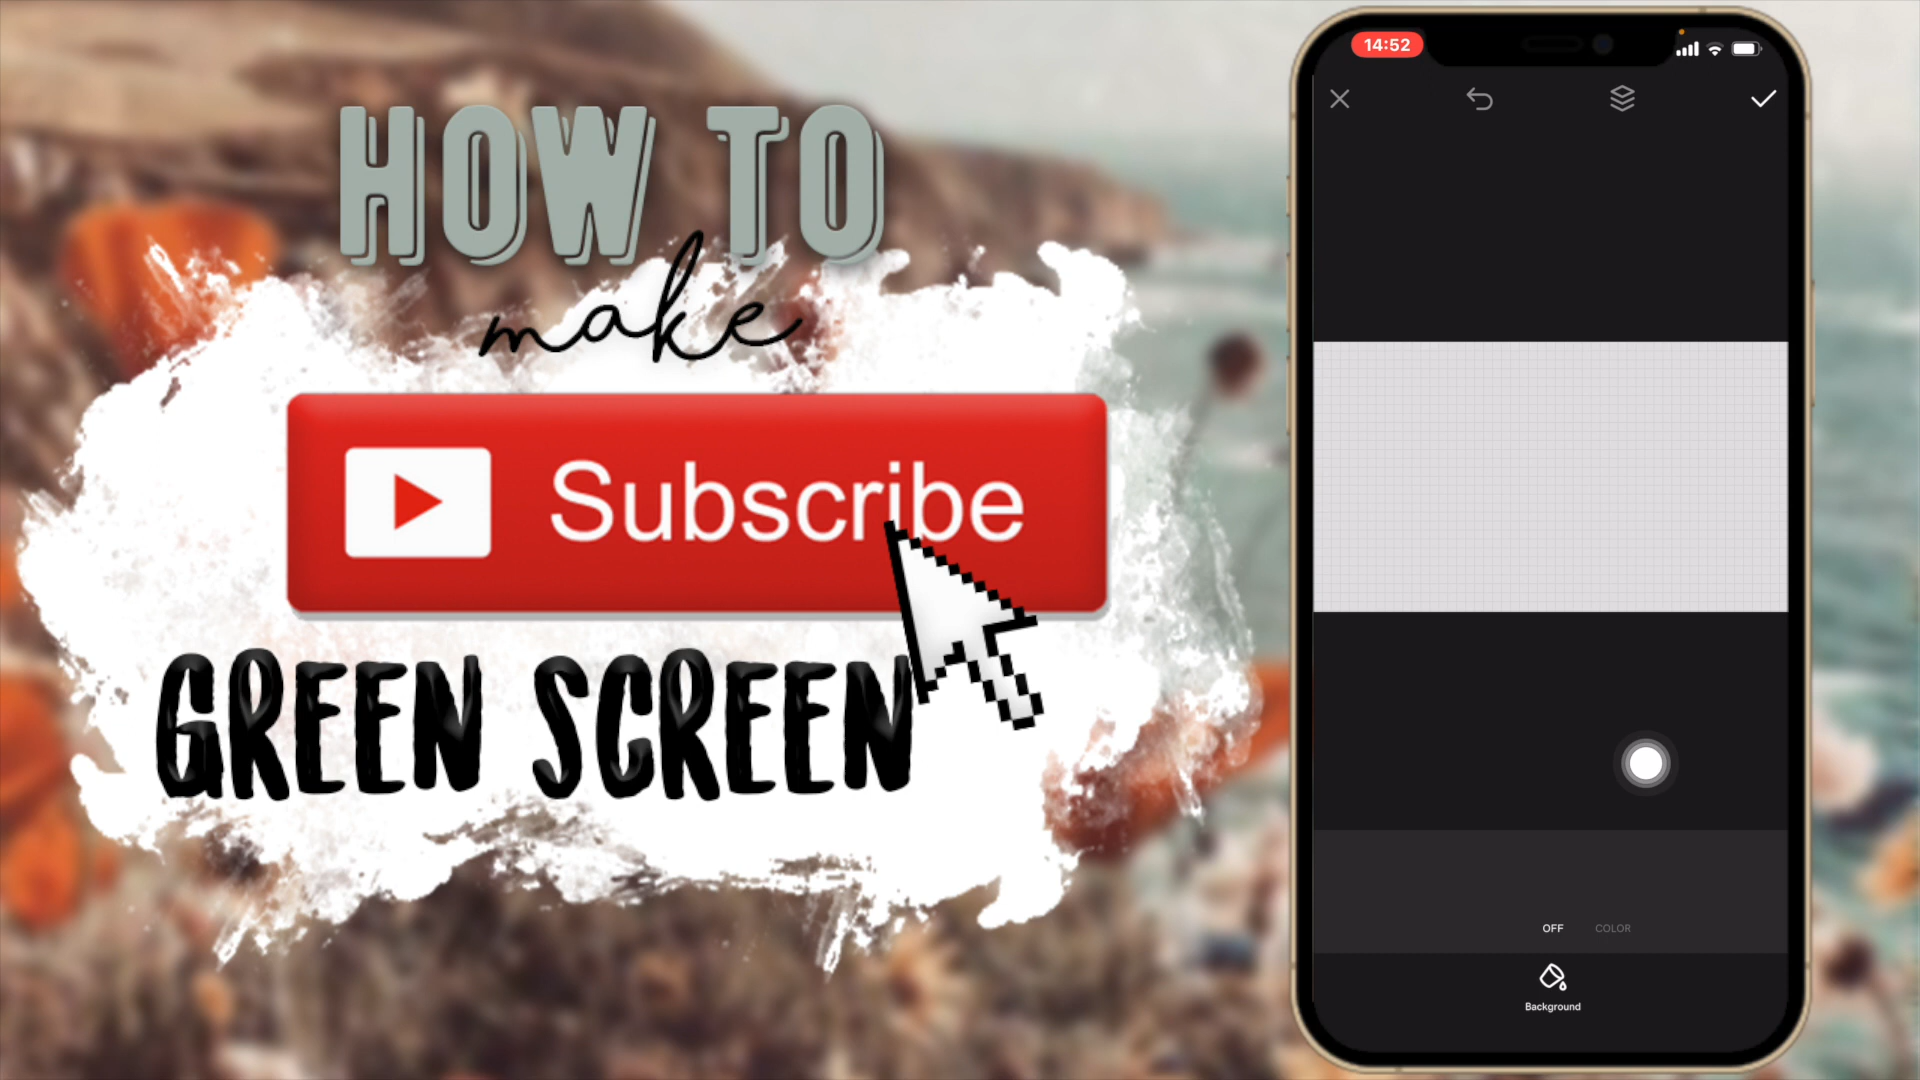 HOW TO
make
Subscribe
GREEN SCREEN
14:52
OFF COLOR
Background